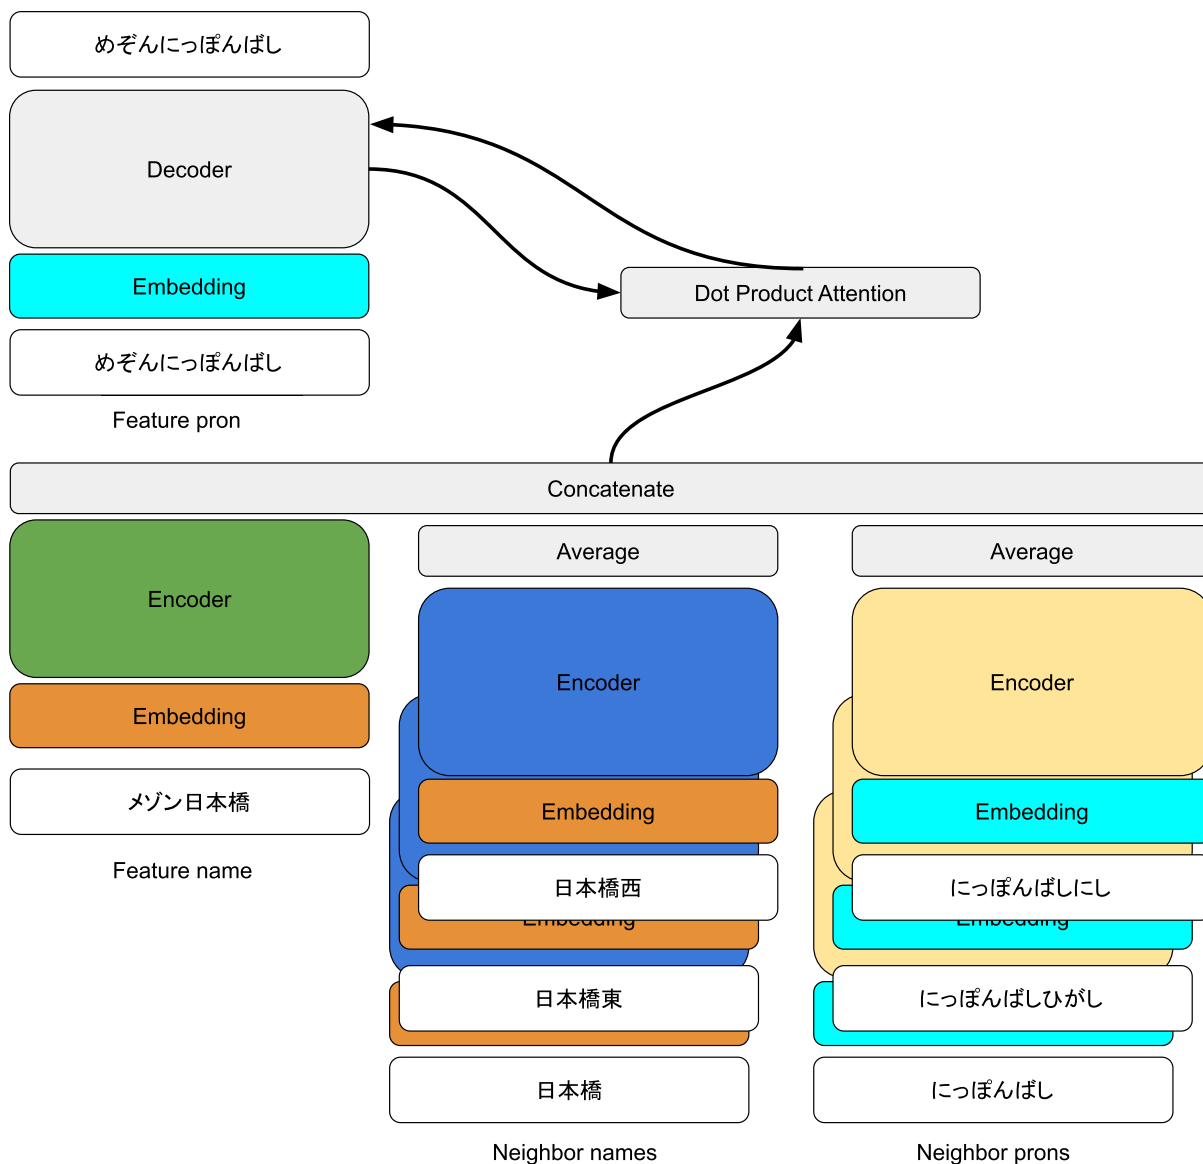 めぞんにっぽんばし
Decoder
Embedding
めぞんにっぽんばし
Feature pron
Dot Product Attention
Concatenate
Encoder
Embedding
メゾン日本橋
Feature name
Average
Encoder
Embedding
日本橋西
Embedding
日本橋東
日本橋
Neighbor names
Average
Encoder
Embedding
にっぽんばしにし
Embedding
にっぽんばしひがし
にっぽんばし
Neighbor prons